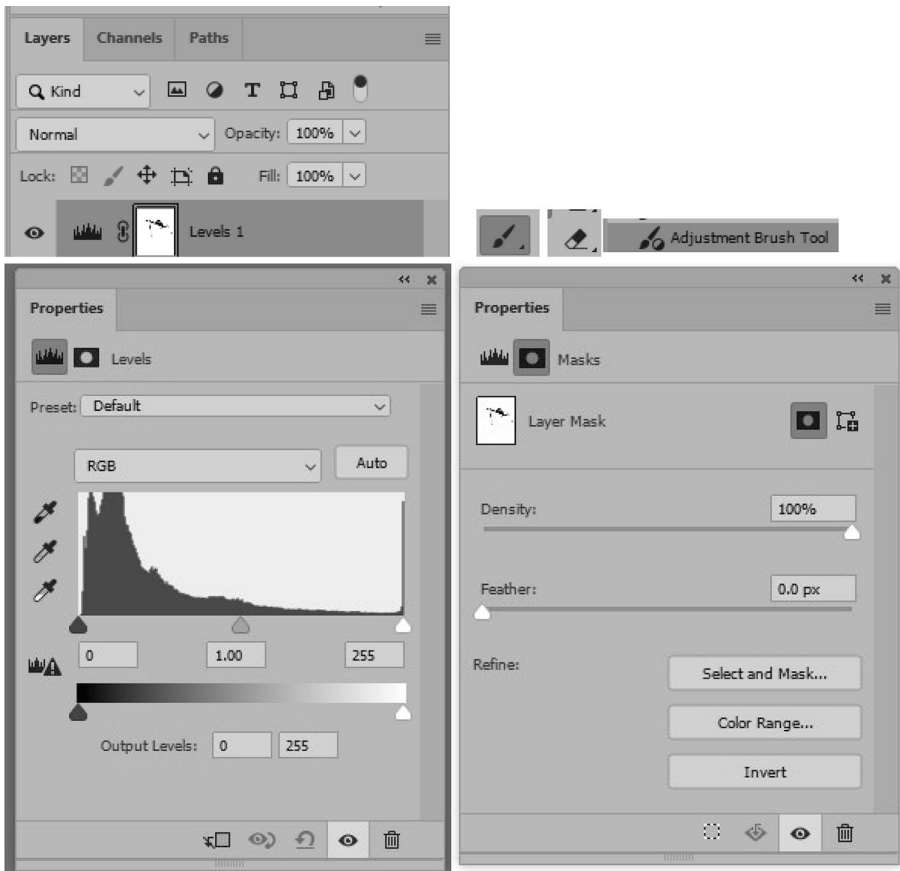 Layers Channels Paths
Kind
Normal Opacity: 100%
Lock: Fill: 100%
Levels 1
Adjustment Brush Tool
Properties
Levels
Preset: Default
RGB Auto
0 1.00 255
Output Levels: 0 255
Properties
Masks
Layer Mask
Density: 100%
Feather: 0.0 px
Refine: Select and Mask...
Color Range...
Invert